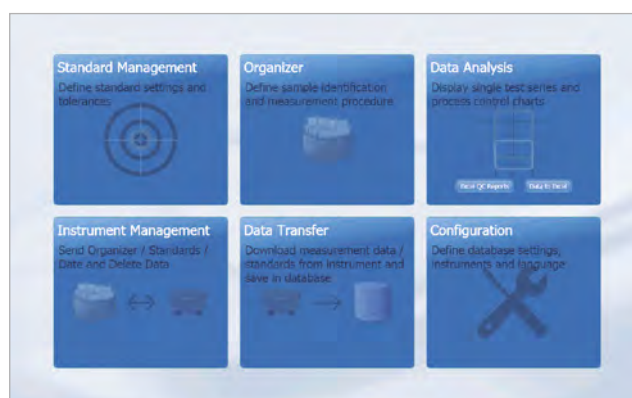 Standard Management
Define standard settings and
tolerances
Organizer
Define sample identification
and measurement procedure
Data Analysis
Display single test series and
process control charts
QC Reports
Data to Excel
Instrument Management
Send Organizer / Standards /
Date and Delete Data
Data Transfer
Download measurement data /
standards from instrument and
save in database
Configuration
Define database settings,
instruments and language